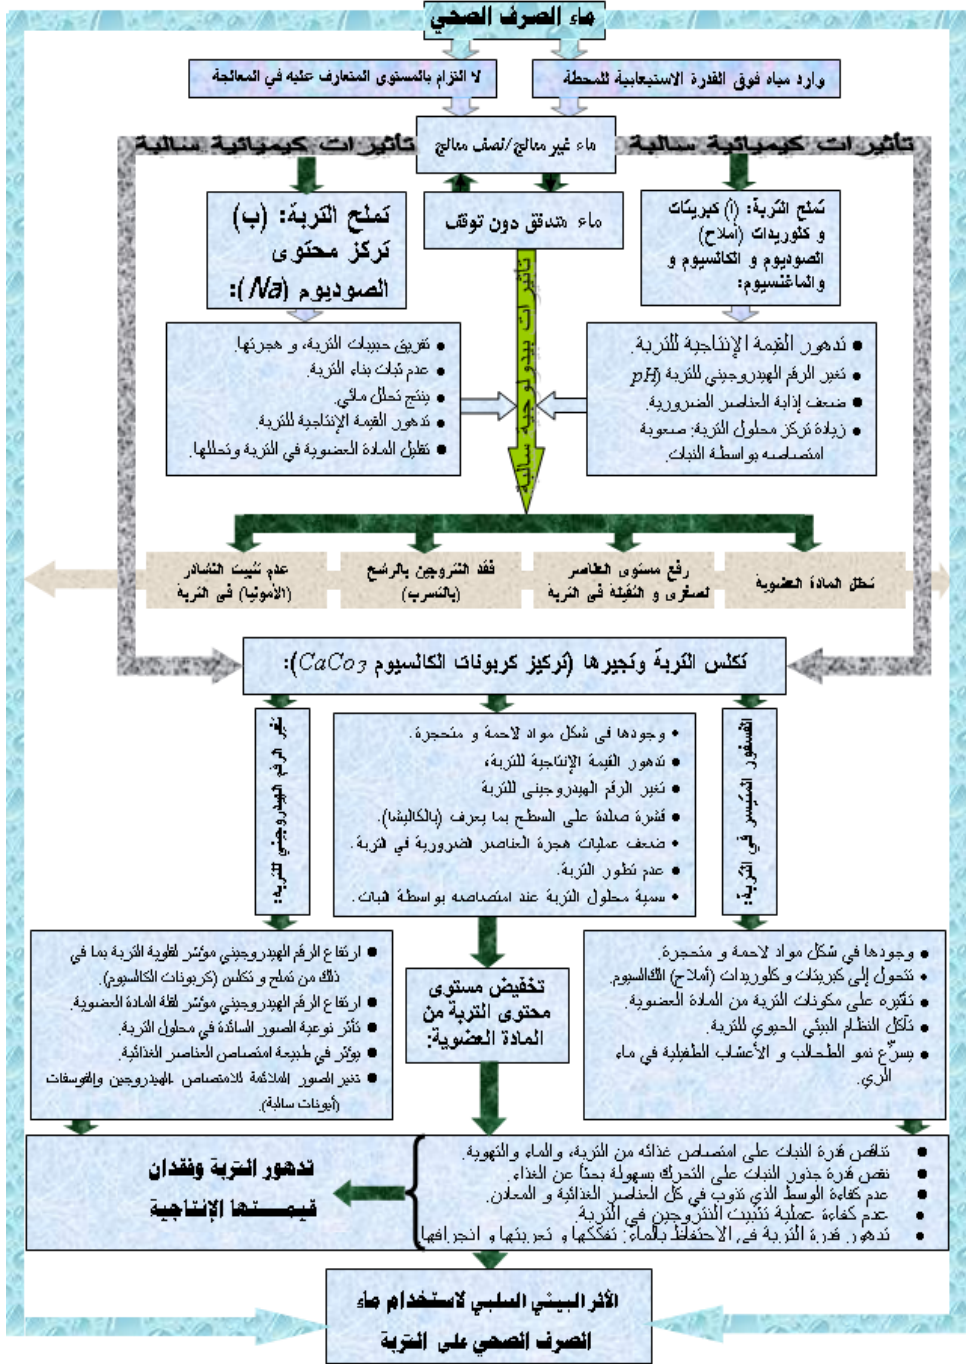 ماء الصرف الصحي
وارد مياه فوق القدرة الاستيعابية للمحطة
لا التزام بالمستوى المتعارف عليه في المعالجة
تأثيرات كيميائية سالبة
ماء غير معالج/نصف معالج
تأثيرات كيميائية سالبة
تملح التربة: (أ) كبريتات
و كلوريدات (أملاح)
الصوديوم و الكالسيوم و
والماغنسيوم:
ماء متدفق دون توقف
تملح التربة: (ب)
تركز محتوى
الصوديوم (Na):
تأثيرات بيدولوجية سالبة
• تدهور القيمة الإنتاجية للتربة.
• تغير الرقم الهيدروجيني للتربة (pH
• ضعف إذابة العناصر الضرورية.
• زيادة تركز محلول التربة: صعوبة
امتصاصه بواسطة النبات.
• تفريق حبيبات التربة، و هجرتها.
• عدم ثبات بناء التربة.
• ينتج تحلل مائي.
• تدهور القيمة الإنتاجية للتربة.
• تقليل المادة العضوية في التربة وتحللها.
تحلل المادة العضوية
رفع مستوى العناصر
الصغرى و الثقيلة في التربة
فقد النتروجين بالرشح
(بالتسرب)
عدم تثبيت النشادر
(الأمونيا) في التربة
تكلس التربة وتجيرها (تركيز كربونات الكالسيوم CaCo3):
الفسفور المتيسر في التربة:
• وجودها في شكل مواد لاحمة و متحجرة.
• تدهور القيمة الإنتاجية للتربة،
• تغير الرقم الهيدروجيني للتربة
• قشرة صلدة على السطح بما يعرف (بالكاليشا).
• ضعف عمليات هجرة العناصر الضرورية في التربة.
• عدم تطور التربة.
• سمية محلول التربة عند امتصاصه بواسطة النبات.
تغير الرقم الهيدروجيني للتربة:
• وجودها في شكل مواد لاحمة و متحجرة.
• تتحول إلى كبريتات و كلوريدات (أملاح) الكالسيوم.
• تأثيره على مكونات التربة من المادة العضوية.
• تآكل النظام البيئي الحيوي للتربة.
• يسرِّع نمو الطحالب و الأعشاب الطفيلية في ماء
الري.
تخفيض مستوى
محتوى التربة من
المادة العضوية:
• ارتفاع الرقم الهيدروجيني مؤشر لقلوية التربة بما في
ذلك من تملح و تكلس (كربونات الكالسيوم).
• ارتفاع الرقم الهيدروجيني مؤشر لقلة المادة العضوية.
• تأثر نوعية الصور السائدة في محلول التربة.
• يؤثر في طبيعة امتصاص العناصر الغذائية.
• تغير الصور الملائمة للامتصاص الهيدروجين والفوسفات
(أيونات سالبة).
• تناقص قدرة النبات على امتصاص غذائه من التربة، والماء والتهوية.
• نقص قدرة جذور النبات على التحرك بسهولة بحثًا عن الغذاء.
• عدم كفاءة الوسط الذي تذوب في كل العناصر الغذائية و المعادن.
• عدم كفاءة عملية تثبيت النتروجين في التربة.
• تدهور قدرة التربة في الاحتفاظ بالماء: تفككها و تعريتها و انجرافها
تدهور التربة وفقدان
قيمـــتها الإنتاجية
الأثر البيئي السلبي لاستخدام ماء
الصرف الصحي على التربة